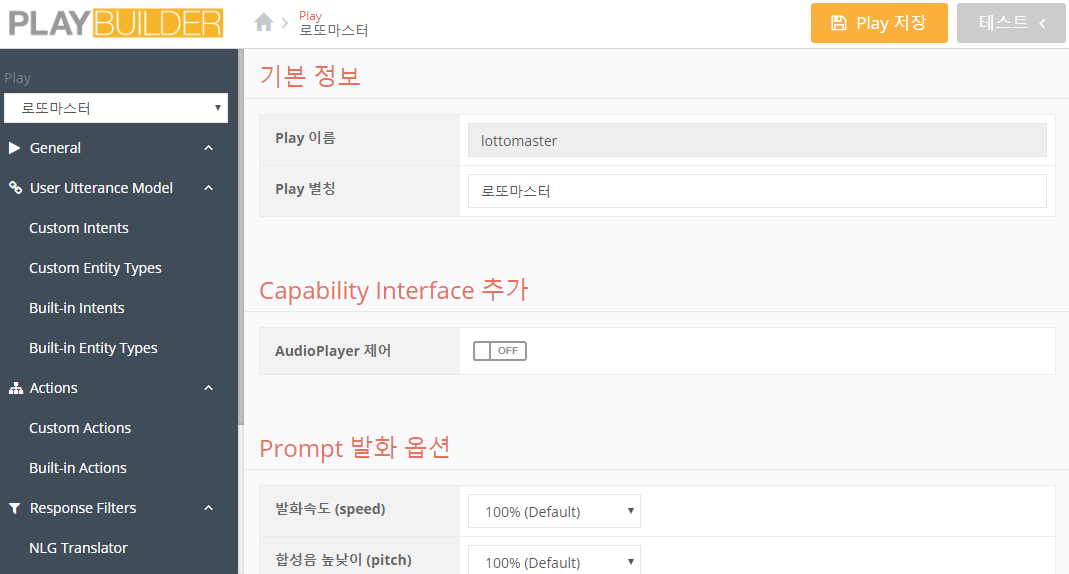 PLAYBUILDER
Play
로또마스터
Play 저장
테스트
Play
로또마스터
General
User Utterance Model
Custom Intents
Custom Entity Types
Built-in Intents
Built-in Entity Types
Actions
Custom Actions
Built-in Actions
Response Filters
NLG Translator
기본 정보
Play 이름
lottomaster
Play 별칭
로또마스터
Capability Interface 추가
AudioPlayer 제어
OFF
Prompt 발화 옵션
발화속도 (speed)
100% (Default)
합성음 높낮이 (pitch)
100% (Default)